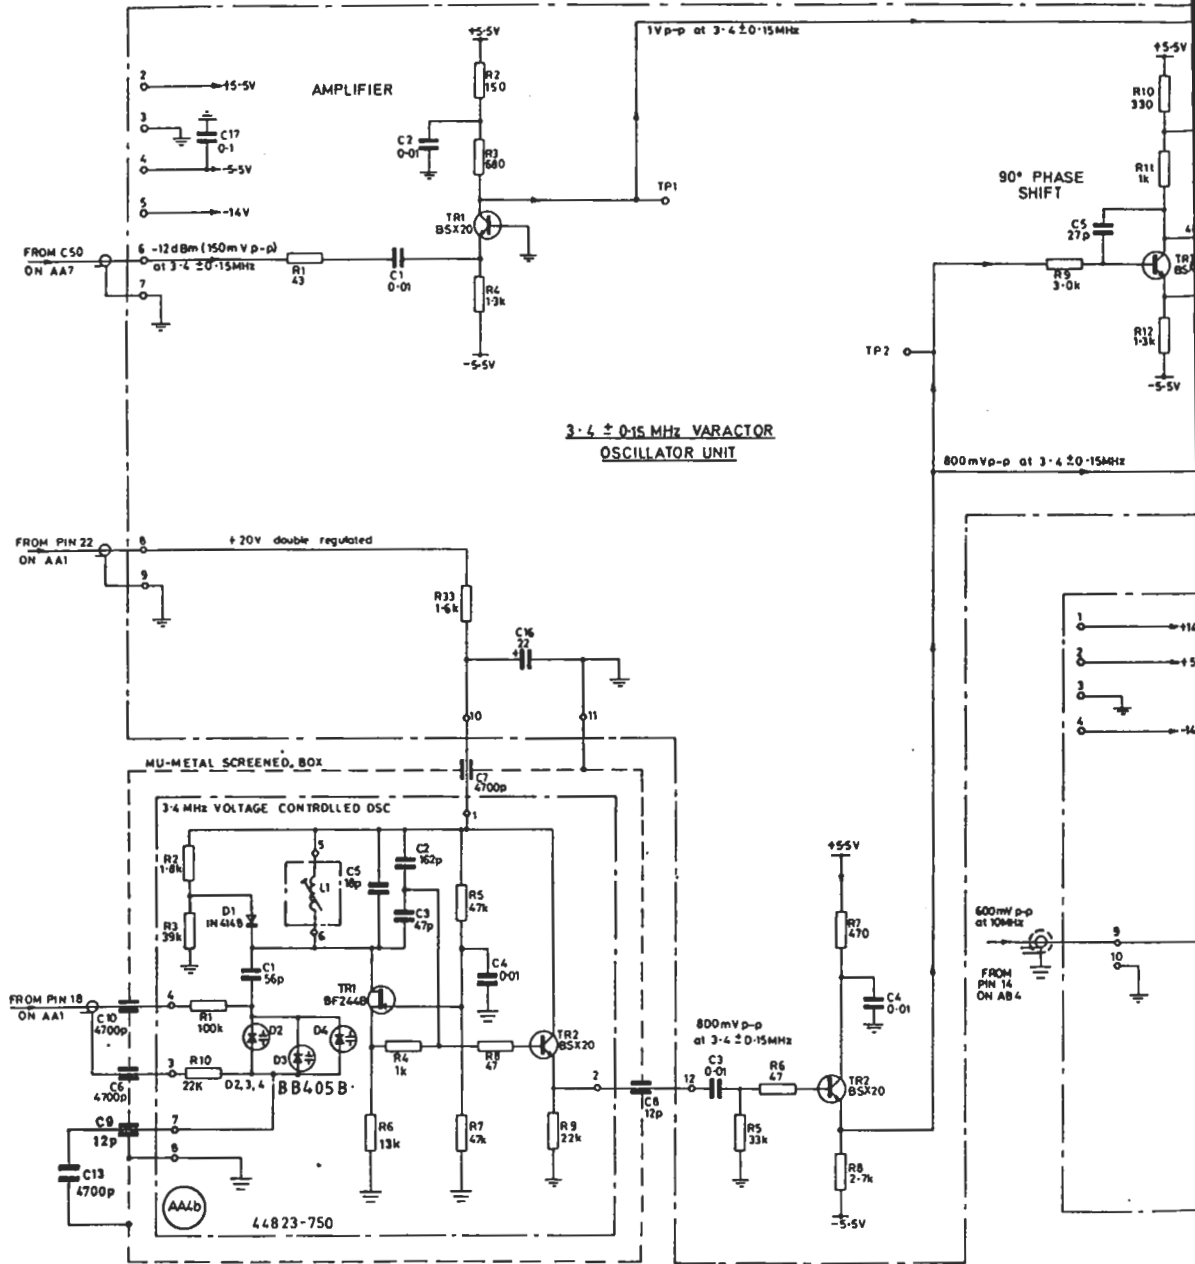 +5·5V
1Vp-p at 3·4±0·15MHz
+5·5V
2
+5·5V
AMPLIFIER
R2
150
R10
330
3
C17
0·1
C2
0·01
R3
680
4
-5·5V
R11
1k
90° PHASE
SHIFT
TP1
5
-14V
TR1
BSX20
C5
27p
4
FROM C50
ON AA7
6
-12dBm (150mV p-p)
at 3·4 ±0·15MHz
R1
43
C1
0·01
R9
3·0k
TR3
7
R4
1·3k
R12
1·3k
-5·5V
TP2
-5·5V
3·4 ± 0·15 MHz VARACTOR
OSCILLATOR UNIT
800mVp-p at 3·4±0·15MHz
FROM PIN 22
ON AA1
8
+20V double regulated
9
R33
1·6k
C16
22
+
1
+14
2
+5
3
4
-14
10
11
MU-METAL SCREENED, BOX
C7
4700p
3·4 MHz VOLTAGE CONTROLLED OSC
1
R2
1·8k
5
L1
6
C5
18p
C2
162p
C3
47p
R5
47k
+5·5V
D1
IN4148
R3
39k
R7
470
600mV p-p
at 10MHz
9
10
FROM
PIN 14
ON AB4
C1
56p
C4
0·01
TR1
BF244B
C4
0·01
FROM PIN 18
ON AA1
C10
4700p
4
R1
100k
D2
D4
D3
D2,3,4
BB405B
R4
1k
R8
47
TR2
BSX20
800mVp-p
at 3·4 ±0·15MHz
3
R10
22K
C6
4700p
2
C8
12p
12
C3
0·01
R6
47
TR2
BSX20
C9
12p
7
R6
13k
R7
47k
R9
22k
R5
33k
8
C13
4700p
R8
2·7k
AA4b
44823-750
-5·5V